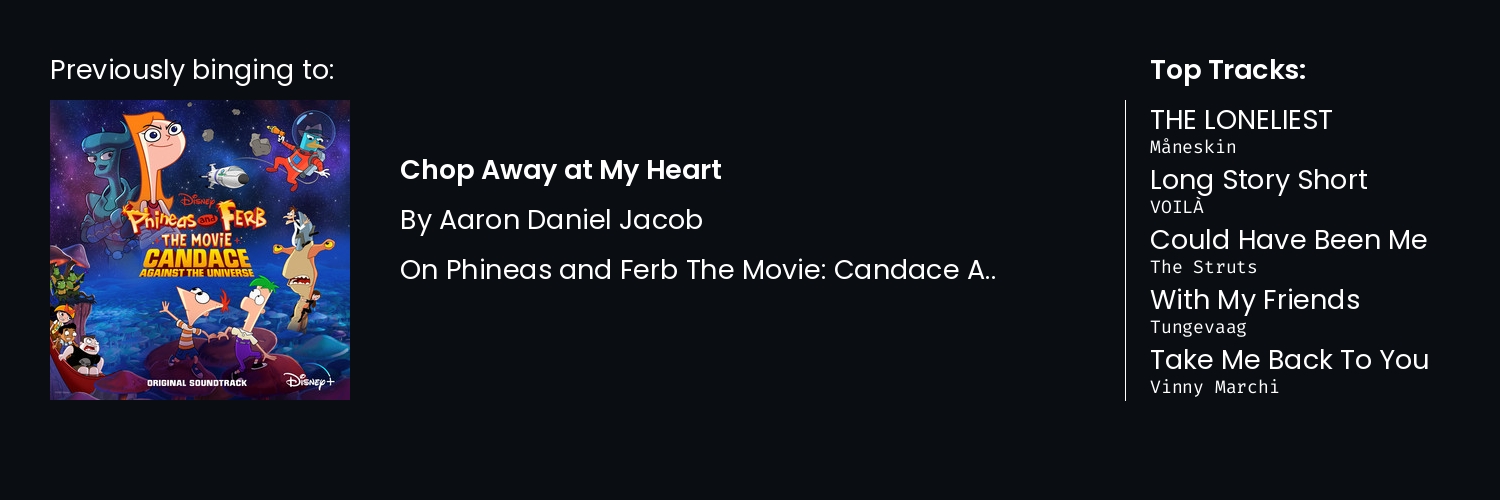 Previously binging to:
Disney
Phineas and Ferb
THE MOViE
CANDACE
AGAINST THE UNIVERSE
ORIGINAL SOUNDTRACK
Disney+
Chop Away at My Heart
By Aaron Daniel Jacob
On Phineas and Ferb The Movie: Candace A..
Top Tracks:
THE LONELIEST
Måneskin
Long Story Short
VOILÀ
Could Have Been Me
The Struts
With My Friends
Tungevaag
Take Me Back To You
Vinny Marchi